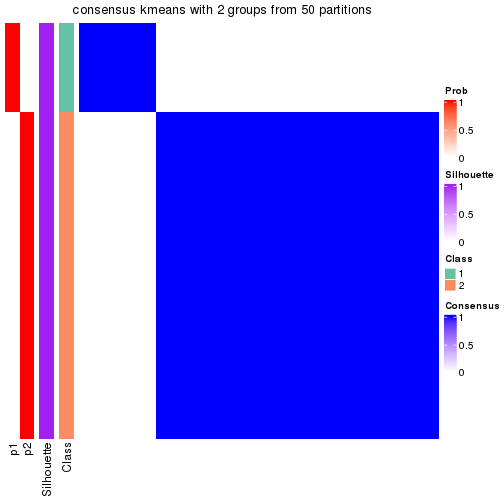 consensus kmeans with 2 groups from 50 partitions
Prob
1
0.5
0
Silhouette
1
0.5
0
Class
1
2
Consensus
1
0.5
0
p1
p2
Silhouette
Class